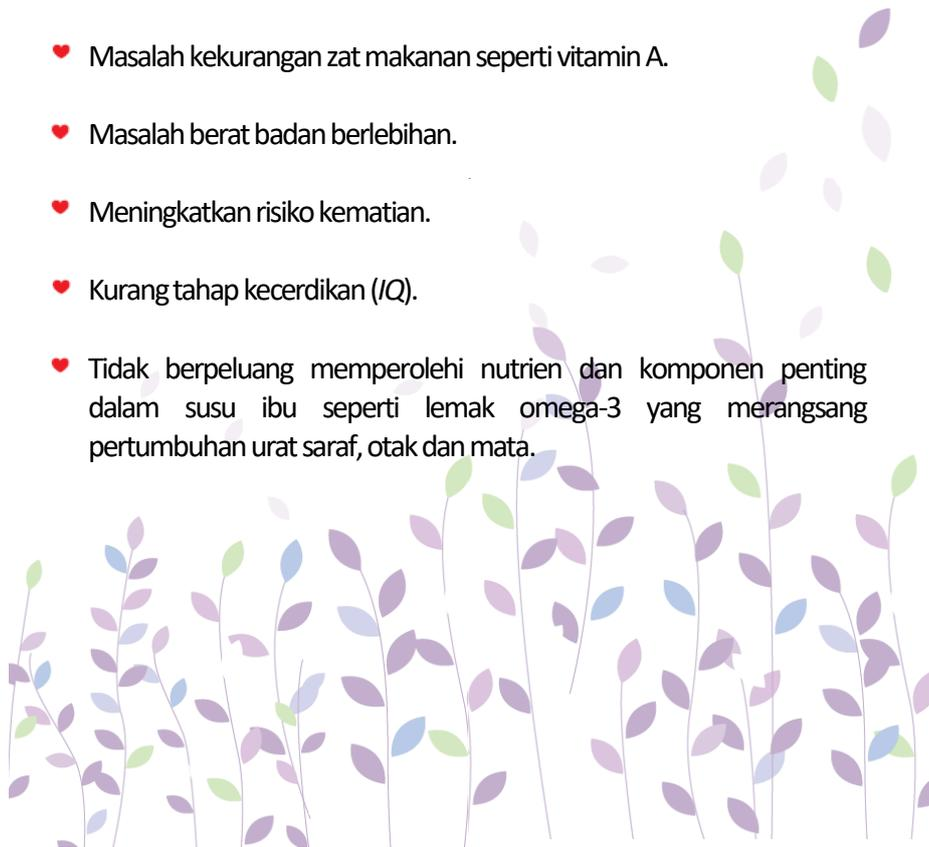 Masalah kekurangan zat makanan seperti vitamin A.
Masalah berat badan berlebihan.
Meningkatkan risiko kematian.
Kurang tahap kecerdikan (IQ).
Tidak berpeluang memperolehi nutrien dan komponen penting
dalam susu ibu seperti lemak omega-3 yang merangsang
pertumbuhan urat saraf, otak dan mata.